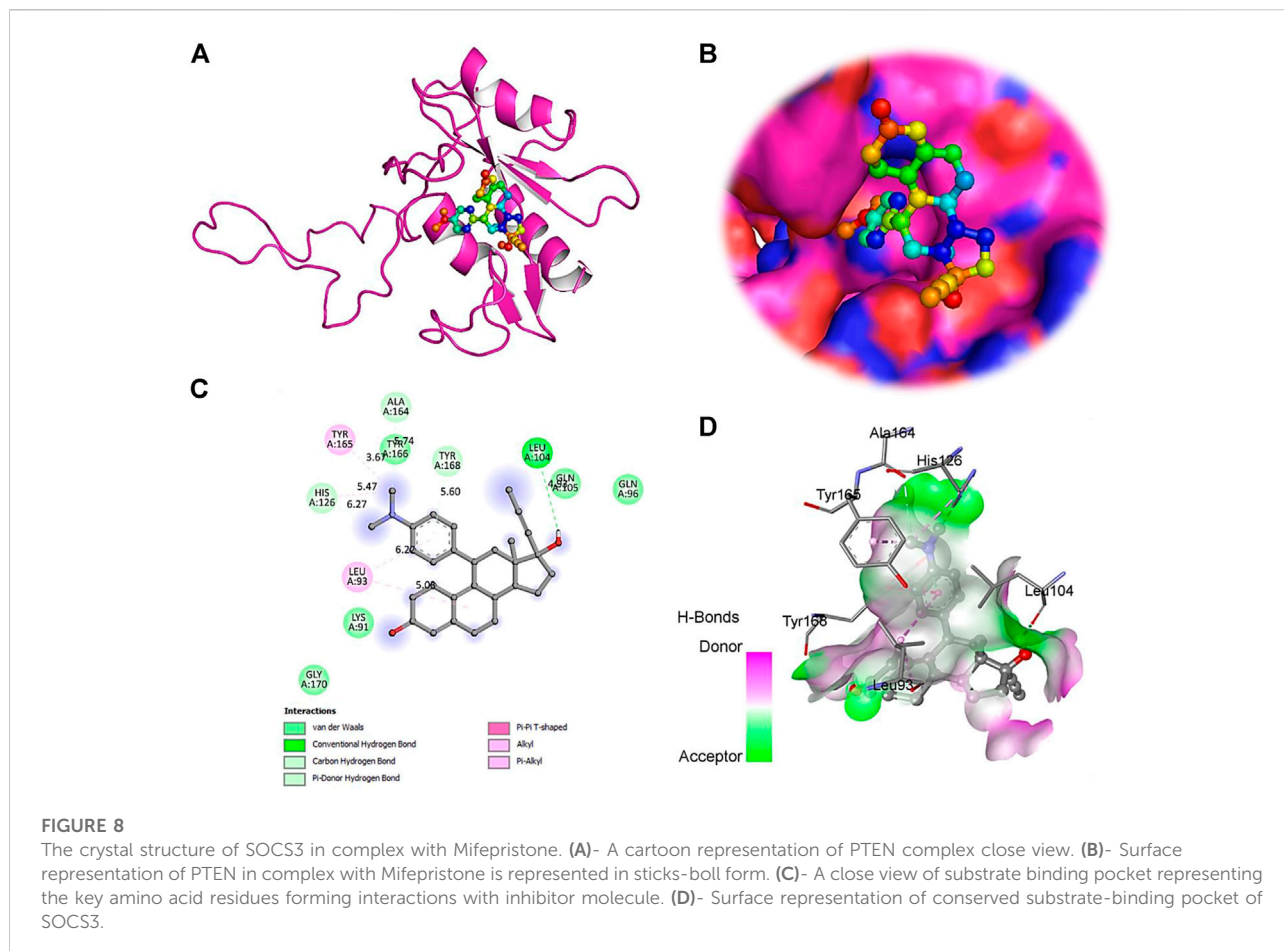 A
B
C
ALA
A:164
TYR
A:165
TYR
A:166
5.74
3.67
TYR
A:168
LEU
A:104
GLN
A:105
GLN
A:96
HIS
A:126
5.47
6.27
5.60
6.22
LEU
A:93
5.08
LYS
A:91
GLY
A:170
Interactions
van der Waals
Conventional Hydrogen Bond
Carbon Hydrogen Bond
Pi-Donor Hydrogen Bond
Pi-Pi T-shaped
Alkyl
Pi-Alkyl
D
Ala164
His126
Tyr165
Leu104
H-Bonds
Tyr168
Donor
Leu93
Acceptor
FIGURE 8
The crystal structure of SOCS3 in complex with Mifepristone. (A)- A cartoon representation of PTEN complex close view. (B)- Surface
representation of PTEN in complex with Mifepristone is represented in sticks-boll form. (C)- A close view of substrate binding pocket representing
the key amino acid residues forming interactions with inhibitor molecule. (D)- Surface representation of conserved substrate-binding pocket of
SOCS3.